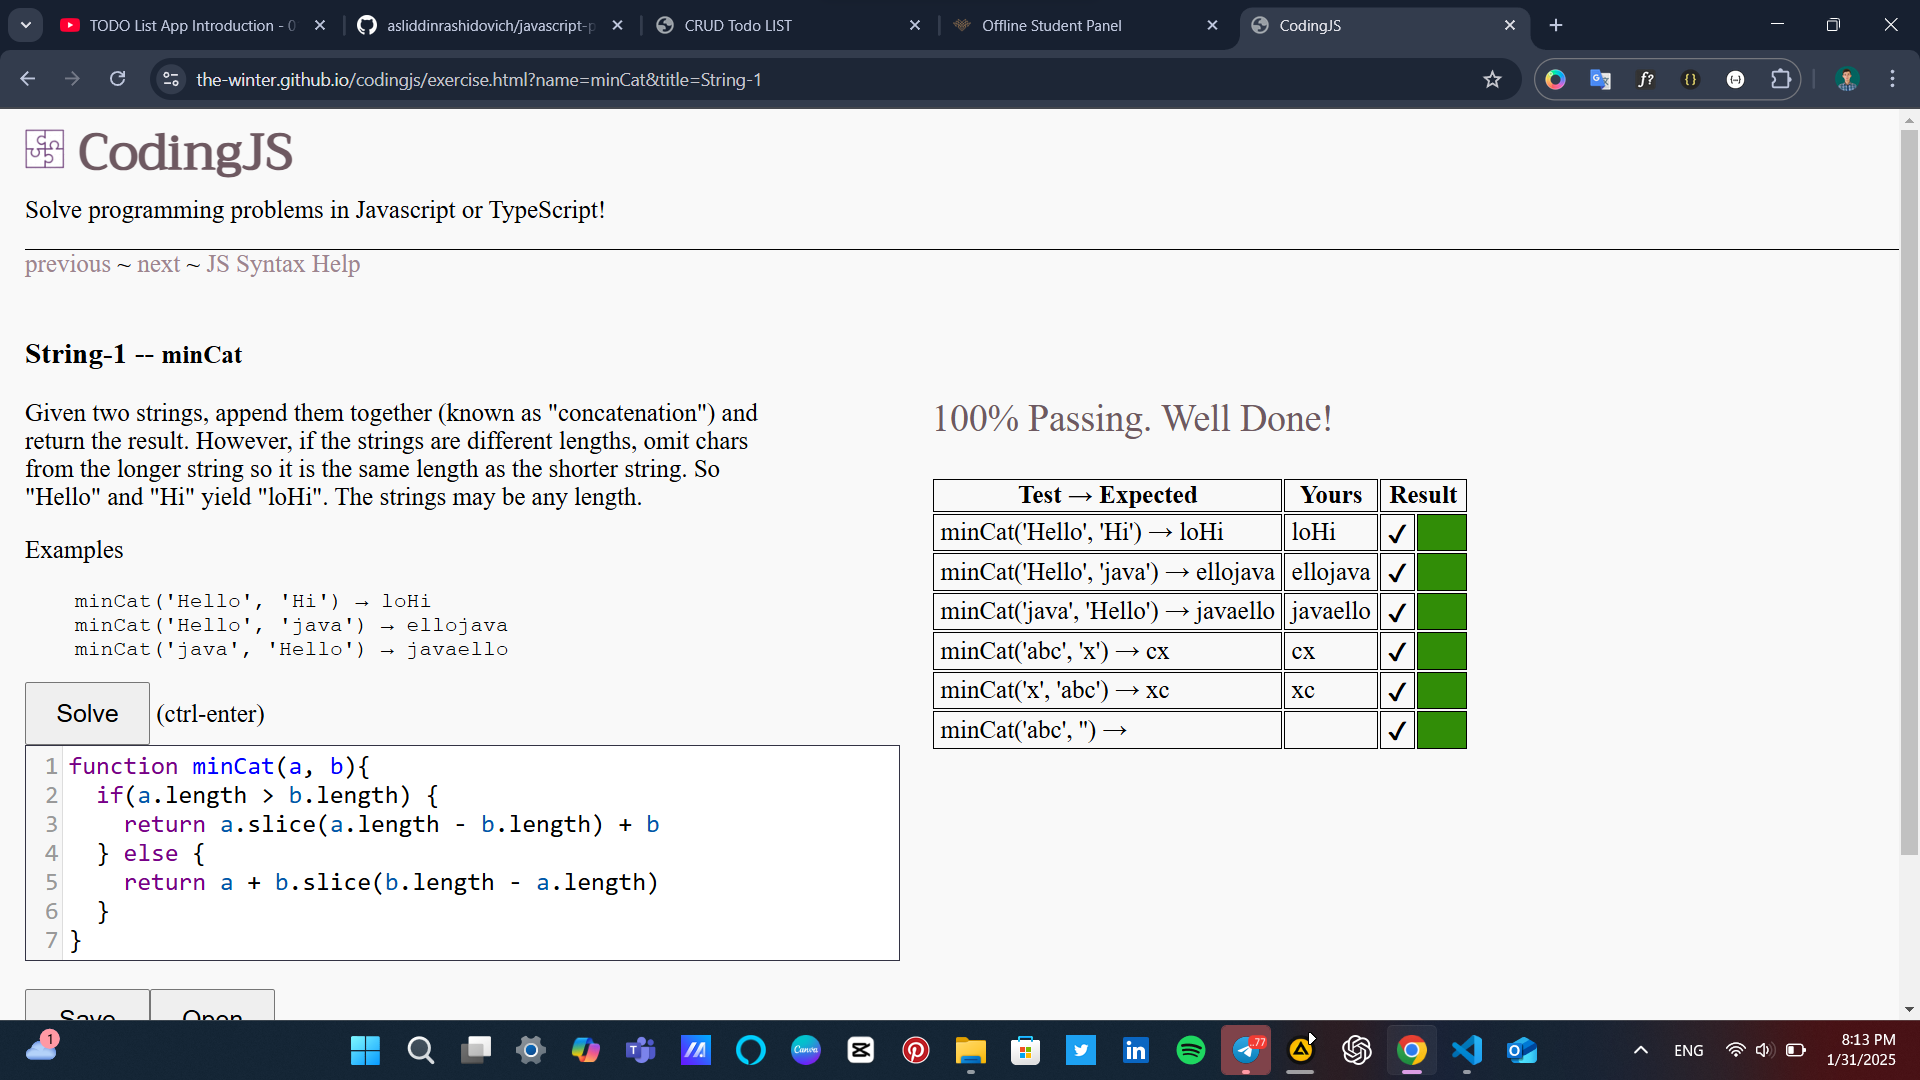 TODO List App Introduction - 0
asliddinrashidovich/javascript-p
CRUD Todo LIST
Offline Student Panel
CodingJS
the-winter.github.io/codingjs/exercise.html?name=minCat&title=String-1
CodingJS
Solve programming problems in Javascript or TypeScript!
previous ~ next ~ JS Syntax Help
String-1 -- minCat
Given two strings, append them together (known as "concatenation") and
return the result. However, if the strings are different lengths, omit chars
from the longer string so it is the same length as the shorter string. So
"Hello" and "Hi" yield "loHi". The strings may be any length.
Examples
minCat('Hello', 'Hi') → loHi
minCat('Hello', 'java') → ellojava
minCat('java', 'Hello') → javaello
Solve (ctrl-enter)
1 function minCat(a, b){
2 if(a.length > b.length) {
3 return a.slice(a.length - b.length) + b
4 } else {
5 return a + b.slice(b.length - a.length)
6 }
7 }
Save Open
100% Passing. Well Done!
Test → Expected Yours Result
minCat('Hello', 'Hi') → loHi loHi ✓
minCat('Hello', 'java') → ellojava ellojava ✓
minCat('java', 'Hello') → javaello javaello ✓
minCat('abc', 'x') → cx cx ✓
minCat('x', 'abc') → xc xc ✓
minCat('abc', '') → ✓
1
Canva
..77
ENG
8:13 PM
1/31/2025